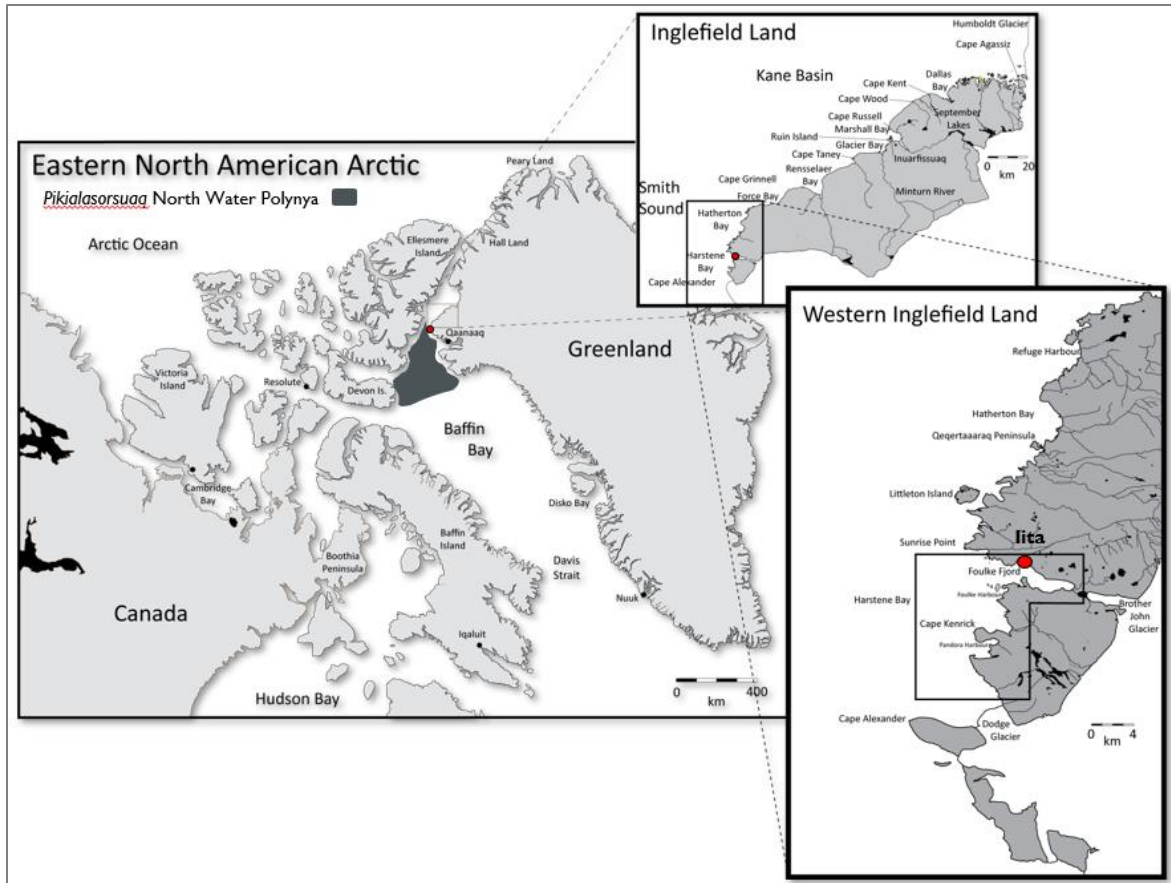 Eastern North American Arctic
Pikialasorsuaq North Water Polynya
Arctic Ocean
Peary Land
Hall Land
Ellesmere
Island
Qaanaaq
Greenland
Victoria
Island
Resolute
Devon Is.
Baffin
Bay
Cambridge
Bay
Disko Bay
Boothia
Peninsula
Baffin
Island
Davis
Strait
Nuuk
Canada
Iqaluit
Hudson Bay
0 400
km
Inglefield Land
Humboldt Glacier
Cape Agassiz
Kane Basin
Dallas
Bay
Cape Kent
Cape Wood
September
Lakes
Cape Russell
Marshall Bay
Ruin Island
Glacier Bay
Inuarfissuaq
Cape Taney
Rensselaer
Bay
0 20
km
Minturn River
Cape Grinnell
Force Bay
Smith
Sound
Hatherton
Bay
Harstene
Bay
Cape Alexander
Western Inglefield Land
Refuge Harbour
Hatherton Bay
Qeqertaaraq Peninsula
Littleton Island
Iita
Sunrise Point
Foulke Fjord
Foulke Harbour
Harstene Bay
Brother
John
Glacier
Cape Kenrick
Pandora Harbour
Cape Alexander
Dodge
Glacier
0 4
km